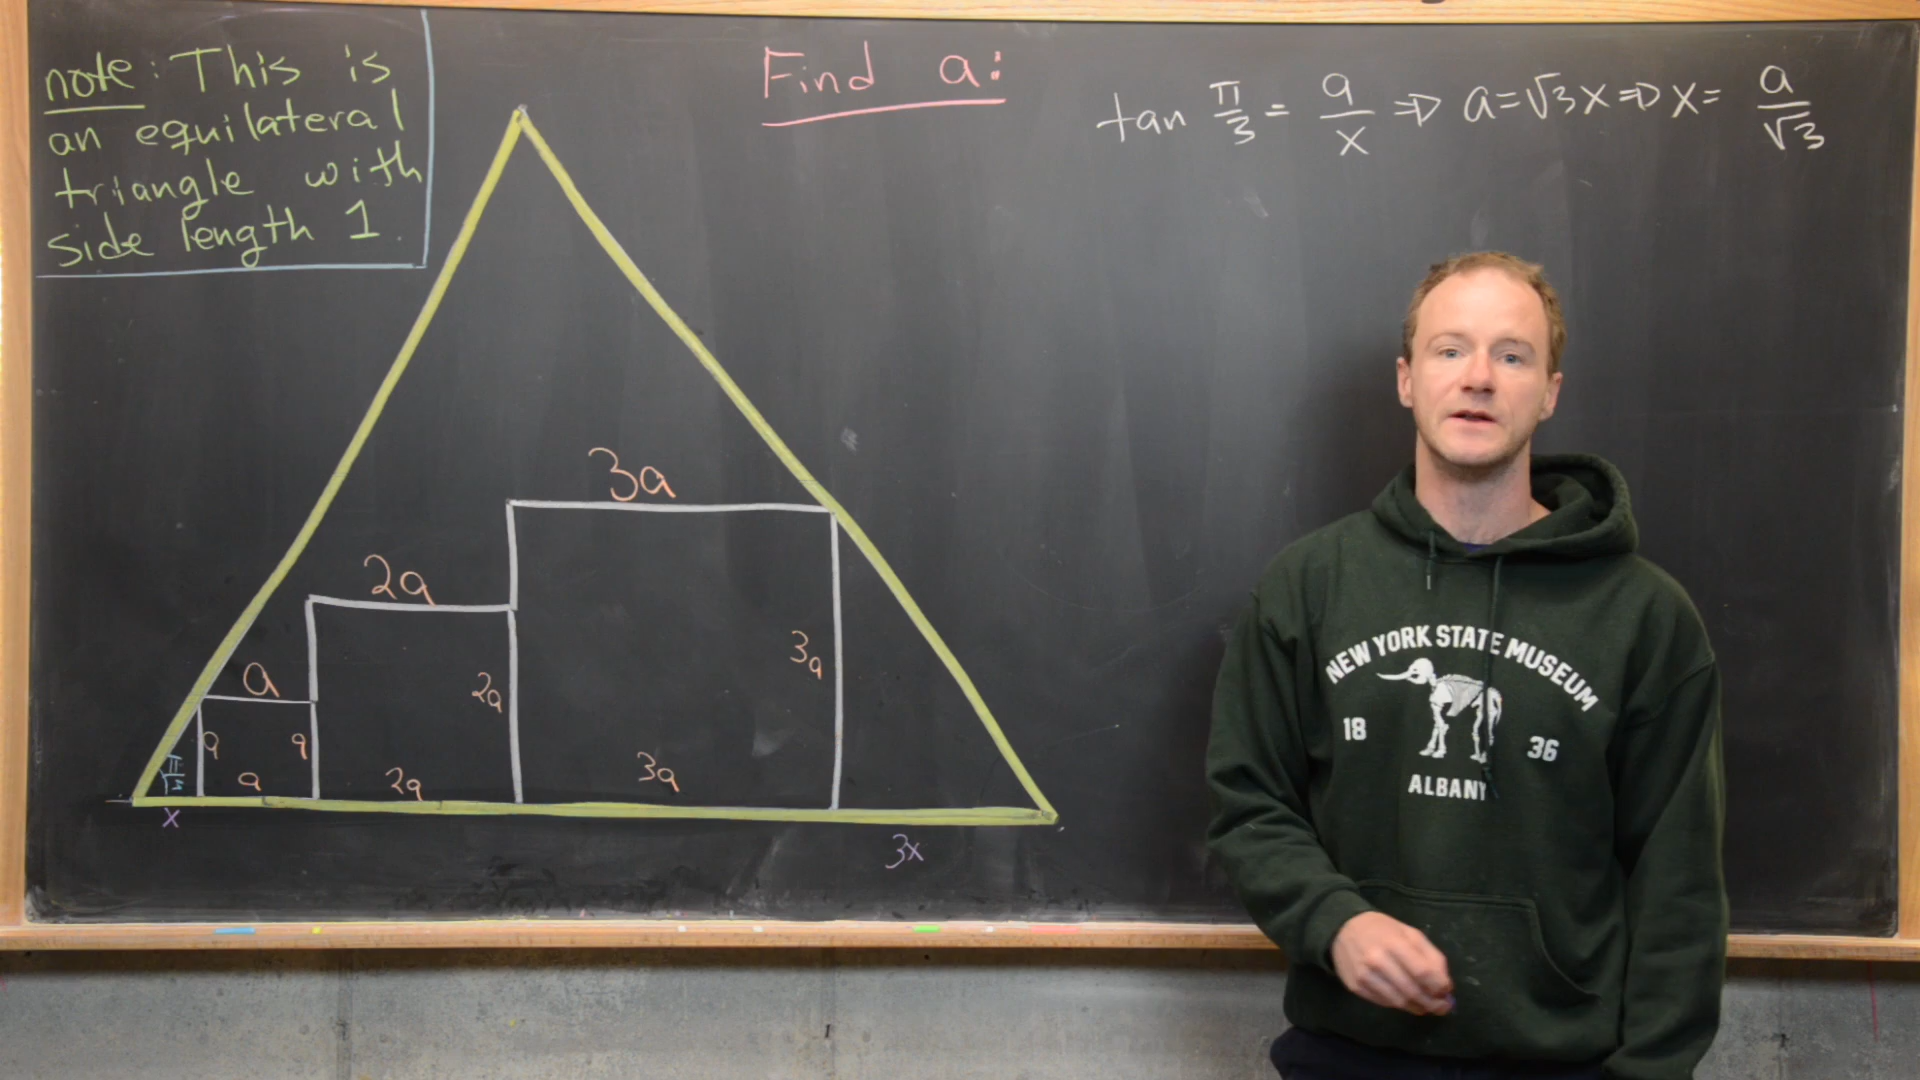 note: This is
an equilateral
triangle with
side length 1.
Find a:
tan π/3 = a/x ⇒ a=√3x ⇒ x= a/√3
3a
2a
a
3a
2a
a a
π/3
a 2a 3a
x 3x
NEW YORK STATE MUSEUM
18 36
ALBANY